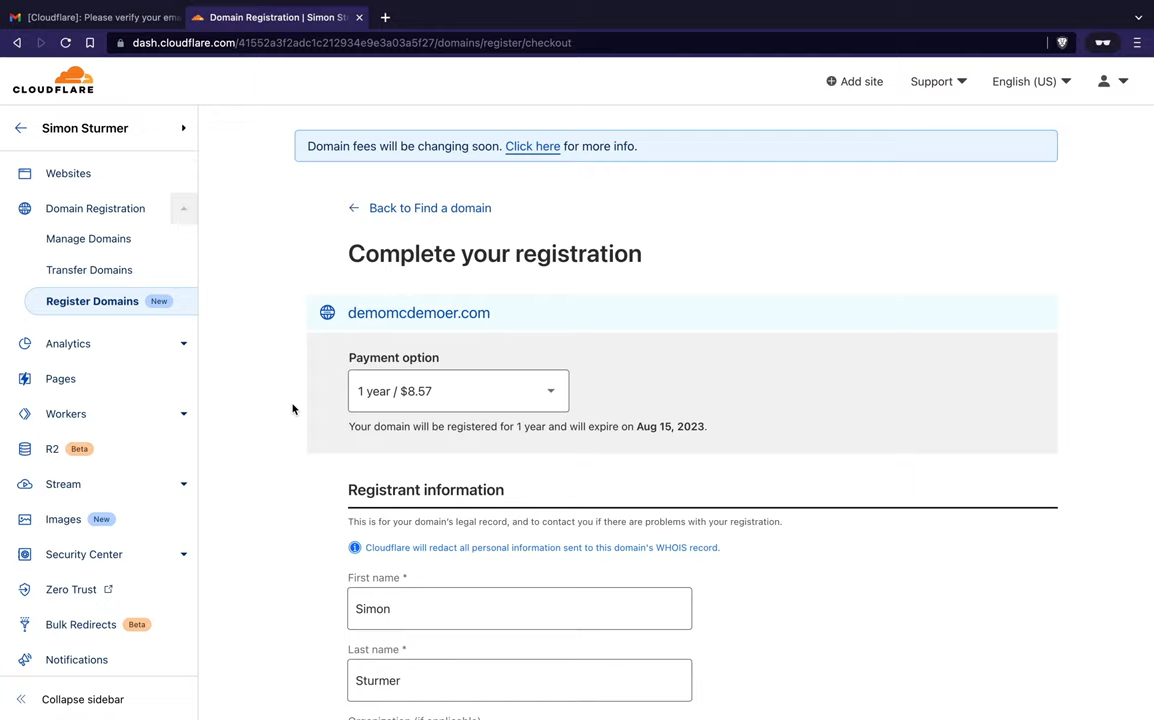 [Cloudflare]: Please verify your ema
Domain Registration | Simon St
dash.cloudflare.com/41552a3f2adc1c212934e9e3a03a5f27/domains/register/checkout
CLOUDFLARE
Add site
Support
English (US)
Simon Sturmer
Websites
Domain Registration
Manage Domains
Transfer Domains
Register Domains New
Analytics
Pages
Workers
R2 Beta
Stream
Images New
Security Center
Zero Trust
Bulk Redirects Beta
Notifications
Collapse sidebar
Domain fees will be changing soon. Click here for more info.
Back to Find a domain
Complete your registration
demomcdemoer.com
Payment option
1 year / $8.57
Your domain will be registered for 1 year and will expire on Aug 15, 2023.
Registrant information
This is for your domain's legal record, and to contact you if there are problems with your registration.
Cloudflare will redact all personal information sent to this domain's WHOIS record.
First name *
Simon
Last name *
Sturmer
Organization (if applicable)